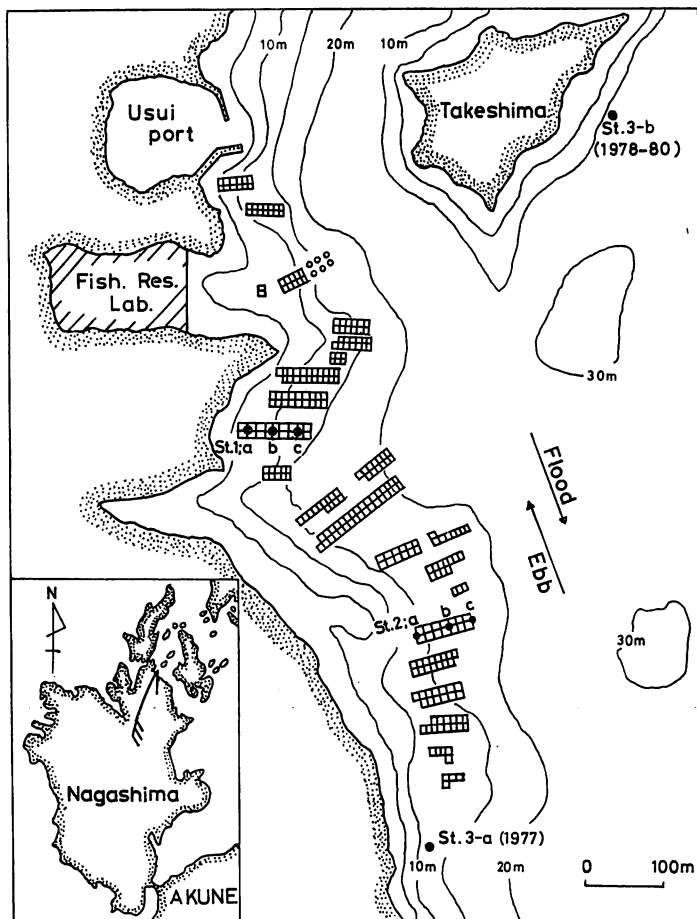 10m
20m
10m
Usui
port
Takeshima
St.3-b
(1978-80)
Fish. Res.
Lab.
30m
St.1;a b c
Flood
Ebb
St.2;a b c
30m
N
Nagashima
AKUNE
St.3-a (1977)
10m
20m
0 100m